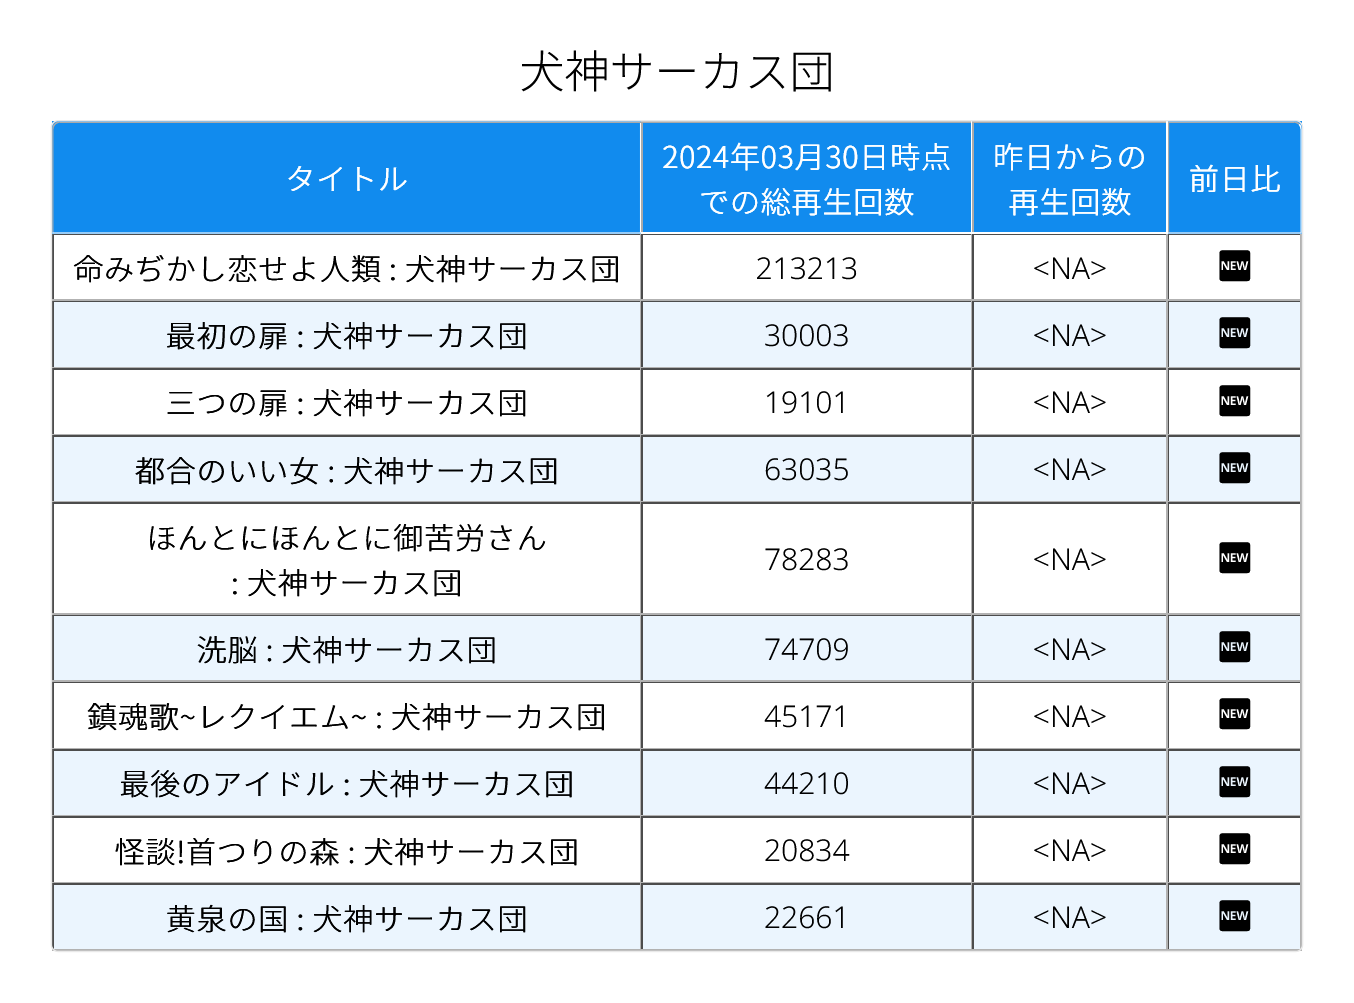 犬神サーカス団
タイトル
2024年03月30日時点
での総再生回数
昨日からの
再生回数
前日比
命みぢかし恋せよ人類 : 犬神サーカス団 213213 <NA> NEW
最初の扉 : 犬神サーカス団 30003 <NA> NEW
三つの扉 : 犬神サーカス団 19101 <NA> NEW
都合のいい女 : 犬神サーカス団 63035 <NA> NEW
ほんとにほんとに御苦労さん
: 犬神サーカス団 78283 <NA> NEW
洗脳 : 犬神サーカス団 74709 <NA> NEW
鎮魂歌~レクイエム~ : 犬神サーカス団 45171 <NA> NEW
最後のアイドル : 犬神サーカス団 44210 <NA> NEW
怪談!首つりの森 : 犬神サーカス団 20834 <NA> NEW
黄泉の国 : 犬神サーカス団 22661 <NA> NEW